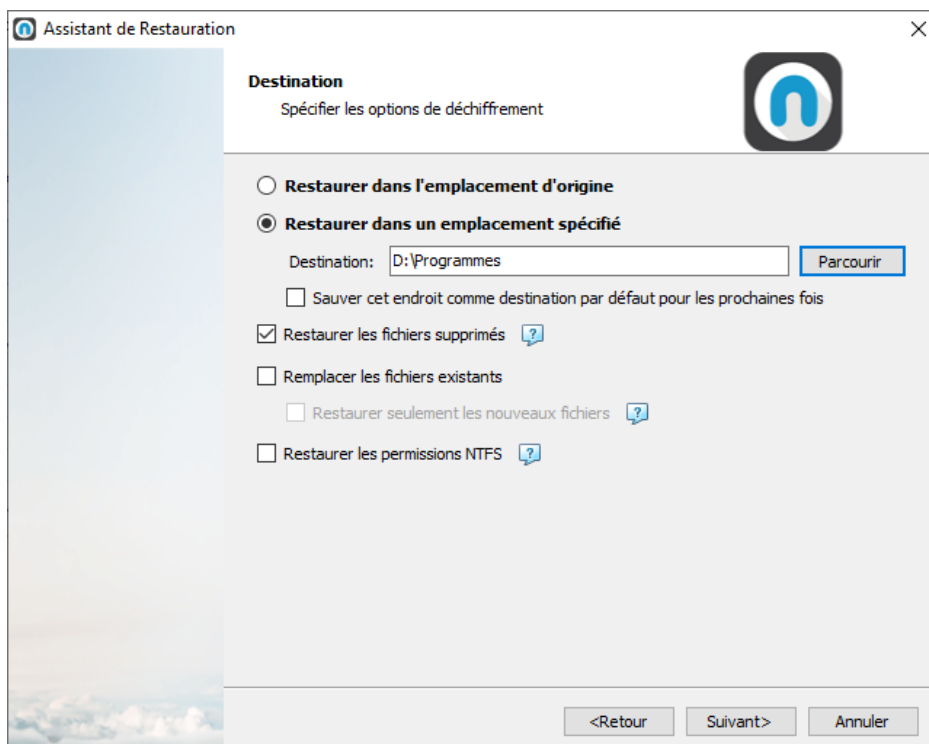 Assistant de Restauration
Destination
Spécifier les options de déchiffrement
Restaurer dans l'emplacement d'origine
Restaurer dans un emplacement spécifié
Destination: D:\Programmes Parcourir
Sauver cet endroit comme destination par défaut pour les prochaines fois
Restaurer les fichiers supprimés ?
Remplacer les fichiers existants
Restaurer seulement les nouveaux fichiers ?
Restaurer les permissions NTFS ?
<Retour Suivant> Annuler